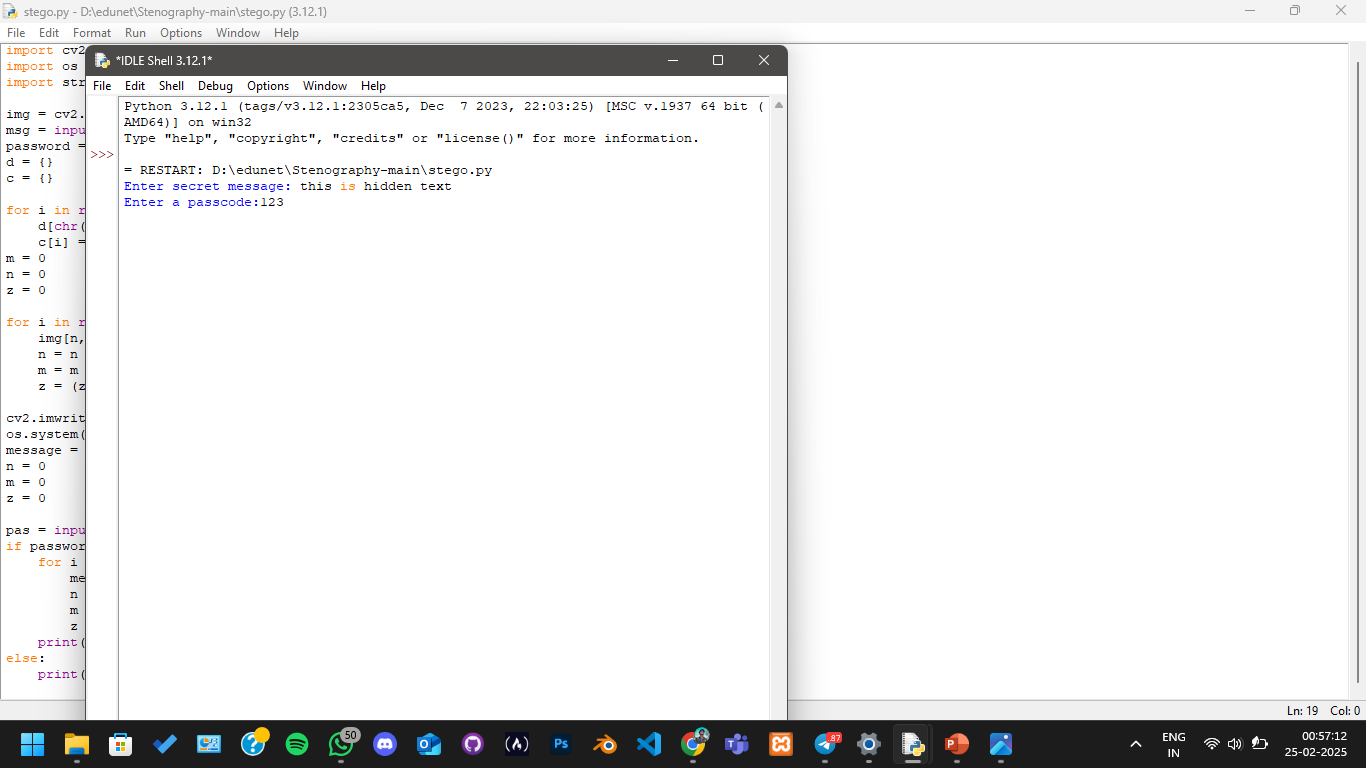 stego.py - D:\edunet\Stenography-main\stego.py (3.12.1)
File Edit Format Run Options Window Help
import cv2
import os
import str
img = cv2.
msg = inpu
password =
d = {}
c = {}
for i in r
d[chr(
c[i] =
m = 0
n = 0
z = 0
for i in r
img[n,
n = n
m = m
z = (z
cv2.imwrit
os.system(
message =
n = 0
m = 0
z = 0
pas = inpu
if passwor
for i
me
n
m
z
print(
else:
print(
*IDLE Shell 3.12.1*
File Edit Shell Debug Options Window Help
Python 3.12.1 (tags/v3.12.1:2305ca5, Dec  7 2023, 22:03:25) [MSC v.1937 64 bit (
AMD64)] on win32
Type "help", "copyright", "credits" or "license()" for more information.
>>>
= RESTART: D:\edunet\Stenography-main\stego.py
Enter secret message: this is hidden text
Enter a passcode:123
Ln: 19 Col: 0
50
Ps
87
ENG
IN
00:57:12
25-02-2025